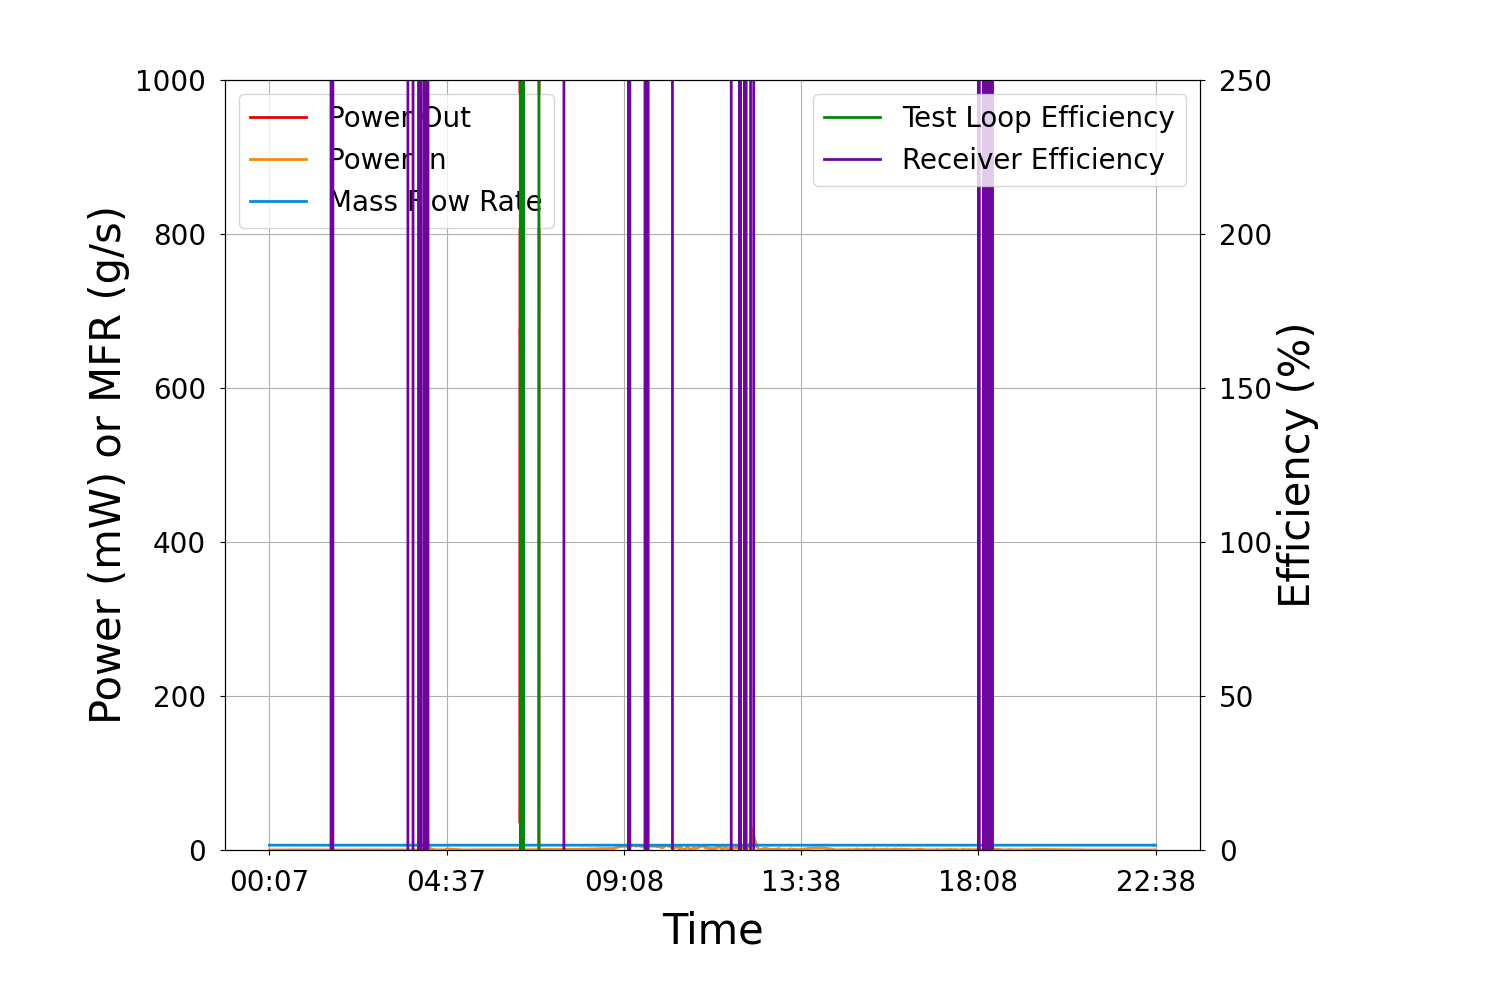 1000
800
600
400
200
0
Power (mW) or MFR (g/s)
Power Out
Power In
Mass Flow Rate
Test Loop Efficiency
Receiver Efficiency
250
200
150
100
50
0
Efficiency (%)
00:07 04:37 09:08 13:38 18:08 22:38
Time